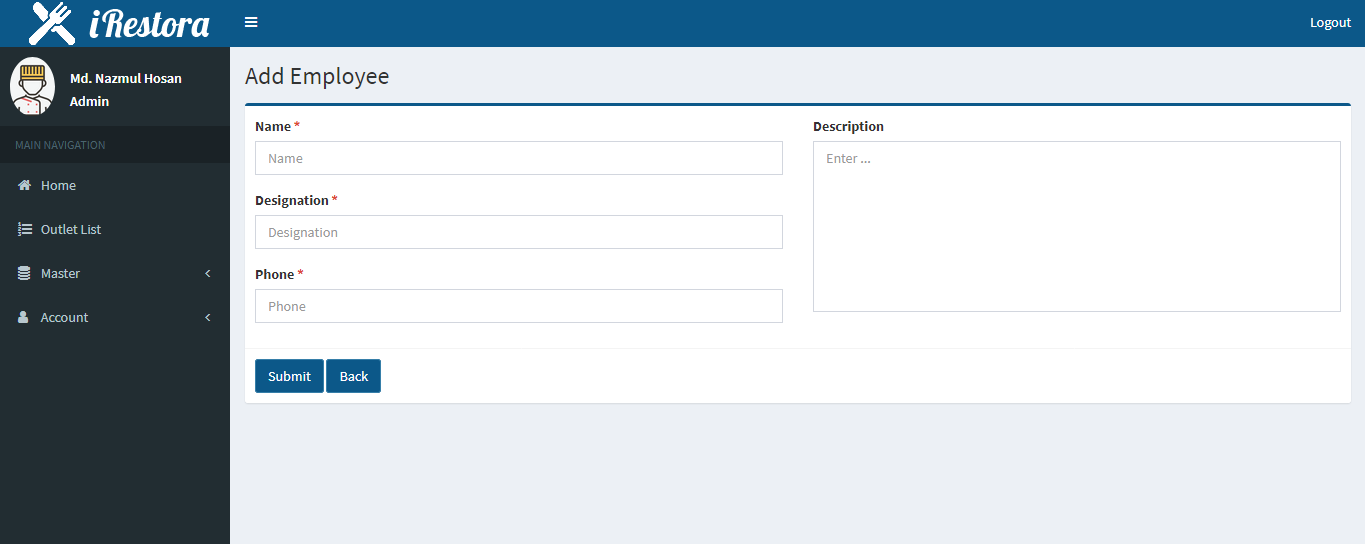 iRestora
Logout
Md. Nazmul Hosan
Admin
MAIN NAVIGATION
Home
Outlet List
Master
Account
Add Employee
Name *
Name
Designation *
Designation
Phone *
Phone
Description
Enter ...
Submit
Back